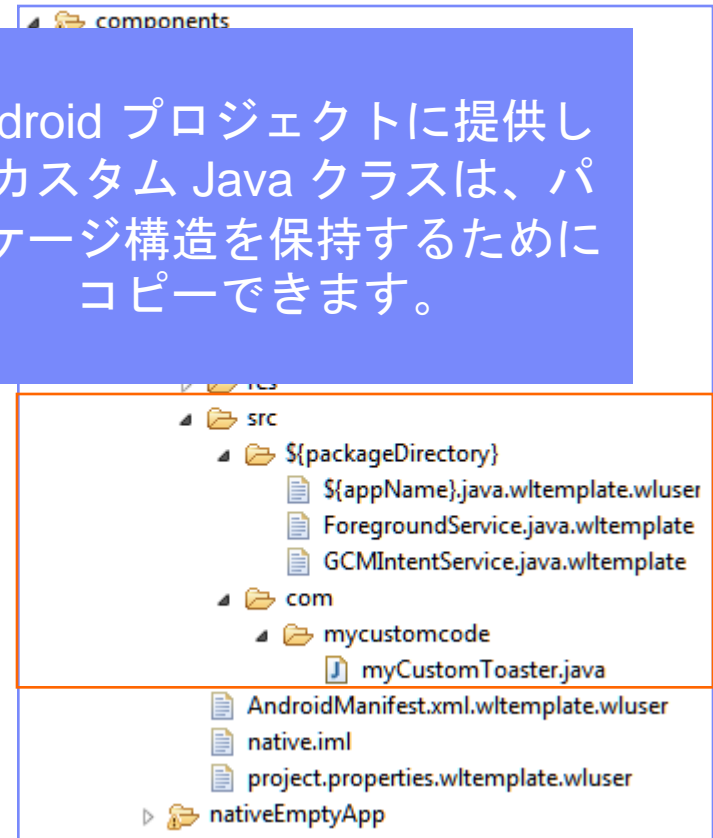 components
droid プロジェクトに提供し
カスタム Java クラスは、パ
ケージ構造を保持するために
コピーできます。
res
src
${packageDirectory}
${appName}.java.wltemplate.wluser
ForegroundService.java.wltemplate
GCMIntentService.java.wltemplate
com
mycustomcode
myCustomToaster.java
AndroidManifest.xml.wltemplate.wluser
native.iml
project.properties.wltemplate.wluser
nativeEmptyApp